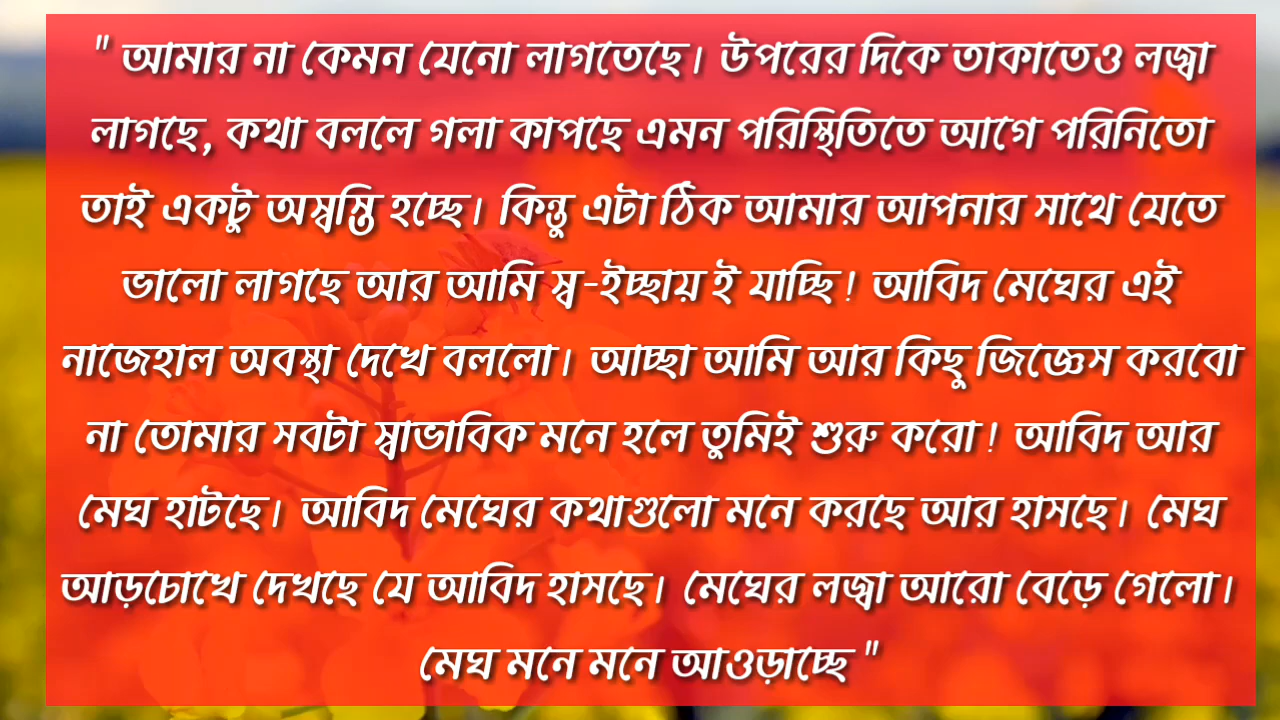 " আমার না কেমন যেনো লাগতেছে। উপরের দিকে তাকাতেও লজ্বা
লাগছে, কথা বললে গলা কাপছে এমন পরিস্থিতিতে আগে পরিনিতো
তাই একটু অস্বস্তি হচ্ছে। কিন্তু এটা ঠিক আমার আপনার সাথে যেতে
ভালো লাগছে আর আমি স্ব-ইচ্ছায় ই যাচ্ছি! আবিদ মেঘের এই
নাজেহাল অবস্থা দেখে বললো। আচ্ছা আমি আর কিছু জিজ্ঞেস করবো
না তোমার সবটা স্বাভাবিক মনে হলে তুমিই শুরু করো! আবিদ আর
মেঘ হাটছে। আবিদ মেঘের কথাগুলো মনে করছে আর হাসছে। মেঘ
আড়চোখে দেখছে যে আবিদ হাসছে। মেঘের লজ্বা আরো বেড়ে গেলো।
মেঘ মনে মনে আওড়াচ্ছে "